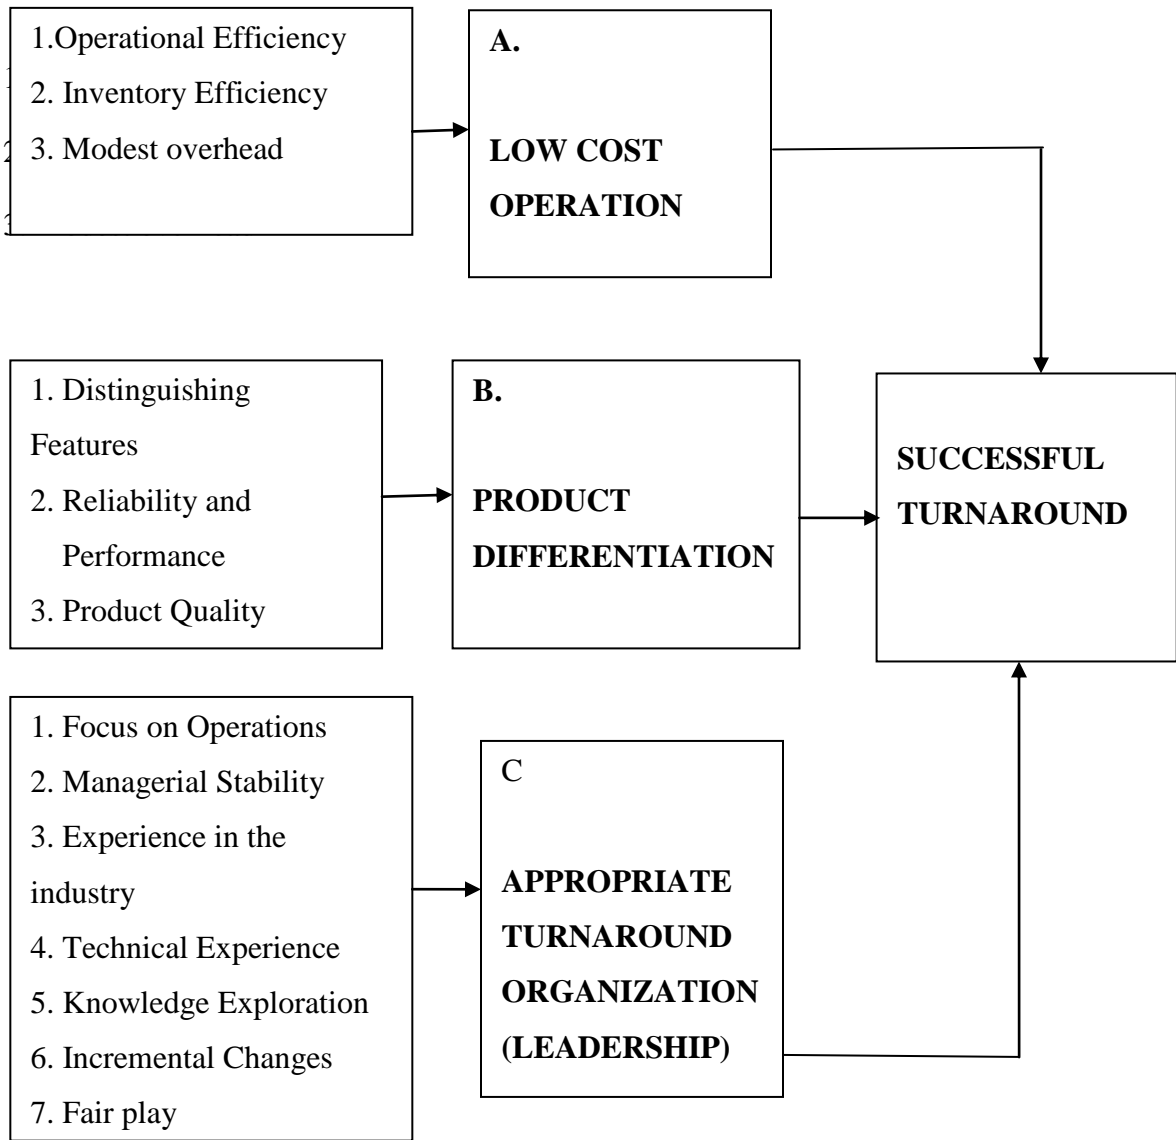 1.Operational Efficiency
2. Inventory Efficiency
3. Modest overhead
A.
LOW COST
OPERATION
1. Distinguishing
Features
2. Reliability and
Performance
3. Product Quality
B.
PRODUCT
DIFFERENTIATION
SUCCESSFUL
TURNAROUND
1. Focus on Operations
2. Managerial Stability
3. Experience in the
industry
4. Technical Experience
5. Knowledge Exploration
6. Incremental Changes
7. Fair play
C
APPROPRIATE
TURNAROUND
ORGANIZATION
(LEADERSHIP)